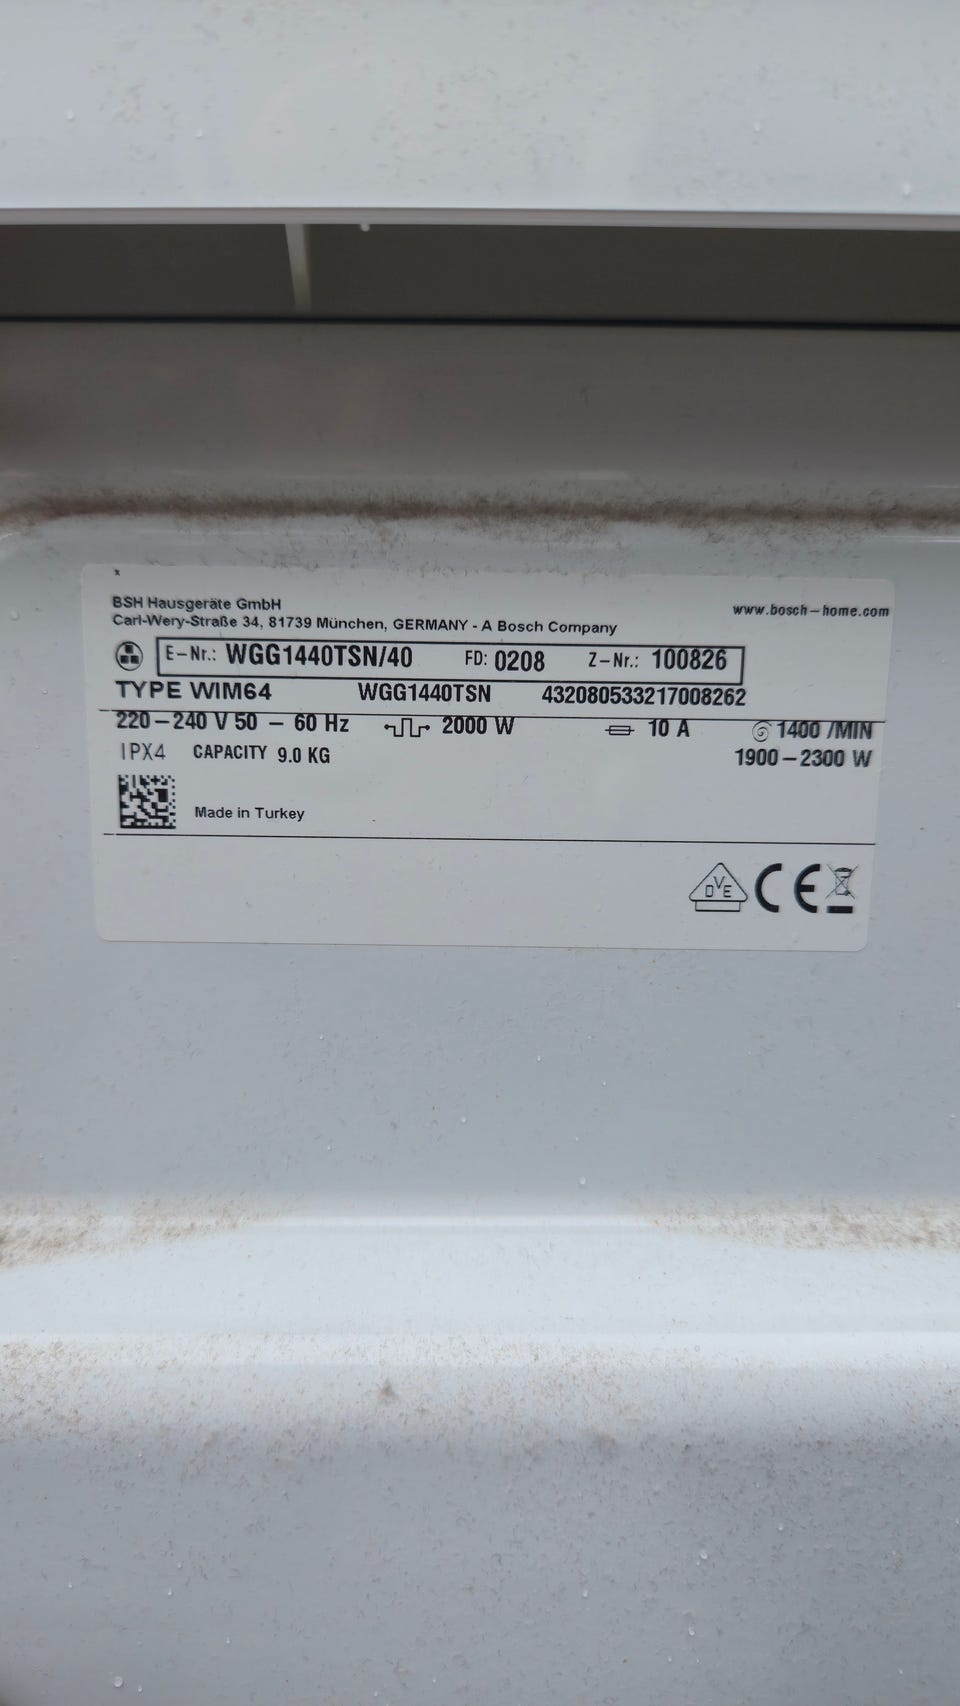 BSH Hausgeräte GmbH
www.bosch-home.com
Carl-Wery-Straße 34, 81739 München, GERMANY - A Bosch Company
E-Nr.: WGG1440TSN/40 FD: 0208 Z-Nr.: 100826
TYPE WIM64 WGG1440TSN 432080533217008262
220-240 V 50 - 60 Hz 2000 W 10 A 1400 /MIN
IPX4 CAPACITY 9.0 KG 1900-2300 W
Made in Turkey
DVE CE